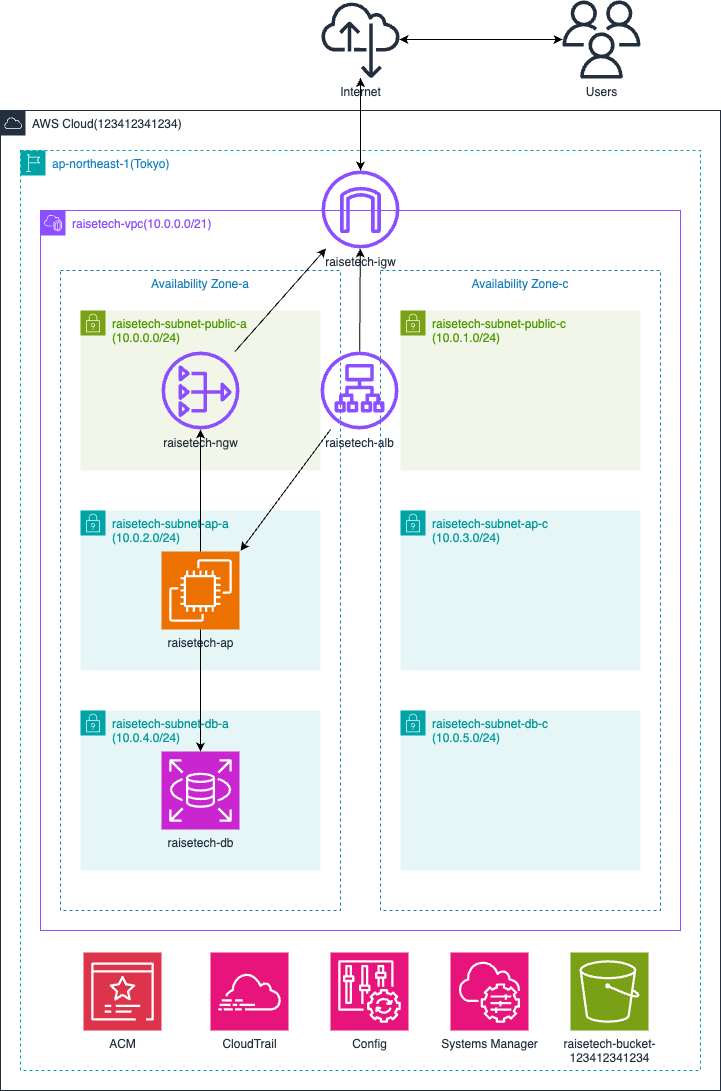 Internet
Users
AWS Cloud(123412341234)
ap-northeast-1(Tokyo)
raisetech-vpc(10.0.0.0/21)
raisetech-igw
Availability Zone-a
Availability Zone-c
raisetech-subnet-public-a
(10.0.0.0/24)
raisetech-subnet-public-c
(10.0.1.0/24)
raisetech-ngw
raisetech-alb
raisetech-subnet-ap-a
(10.0.2.0/24)
raisetech-subnet-ap-c
(10.0.3.0/24)
raisetech-ap
raisetech-subnet-db-a
(10.0.4.0/24)
raisetech-subnet-db-c
(10.0.5.0/24)
raisetech-db
ACM
CloudTrail
Config
Systems Manager
raisetech-bucket-
123412341234